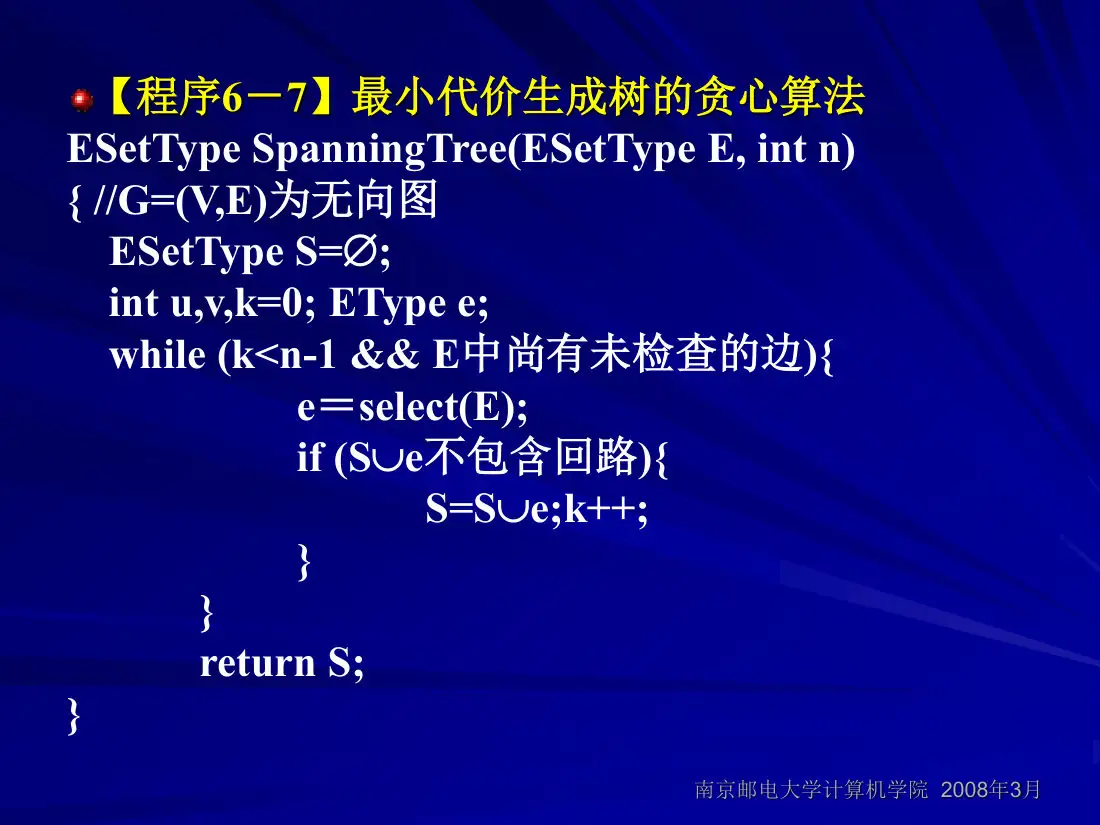 【程序6－7】最小代价生成树的贪心算法
ESetType SpanningTree(ESetType E, int n)
{ //G=(V,E)为无向图
ESetType S=∅;
int u,v,k=0; EType e;
while (k<n-1 && E中尚有未检查的边){
e＝select(E);
if (S∪e不包含回路){
S=S∪e;k++;
}
}
return S;
}
南京邮电大学计算机学院 2008年3月